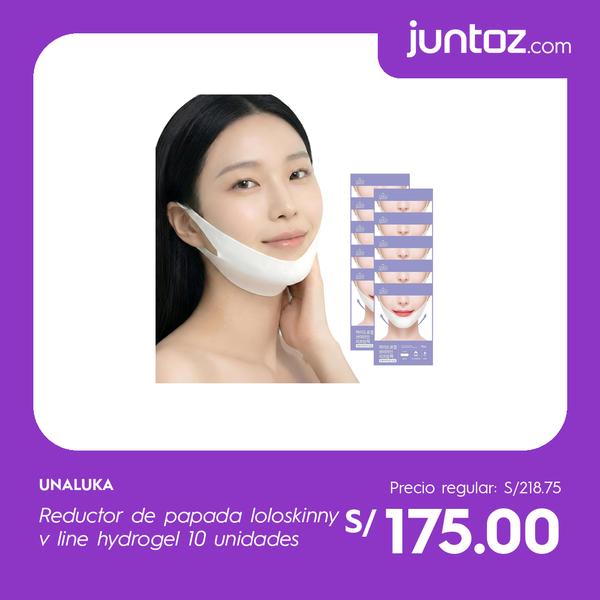 juntoz.com
UNALUKA
Reductor de papada loloskinny
v line hydrogel 10 unidades
Precio regular: S/218.75
S/ 175.00